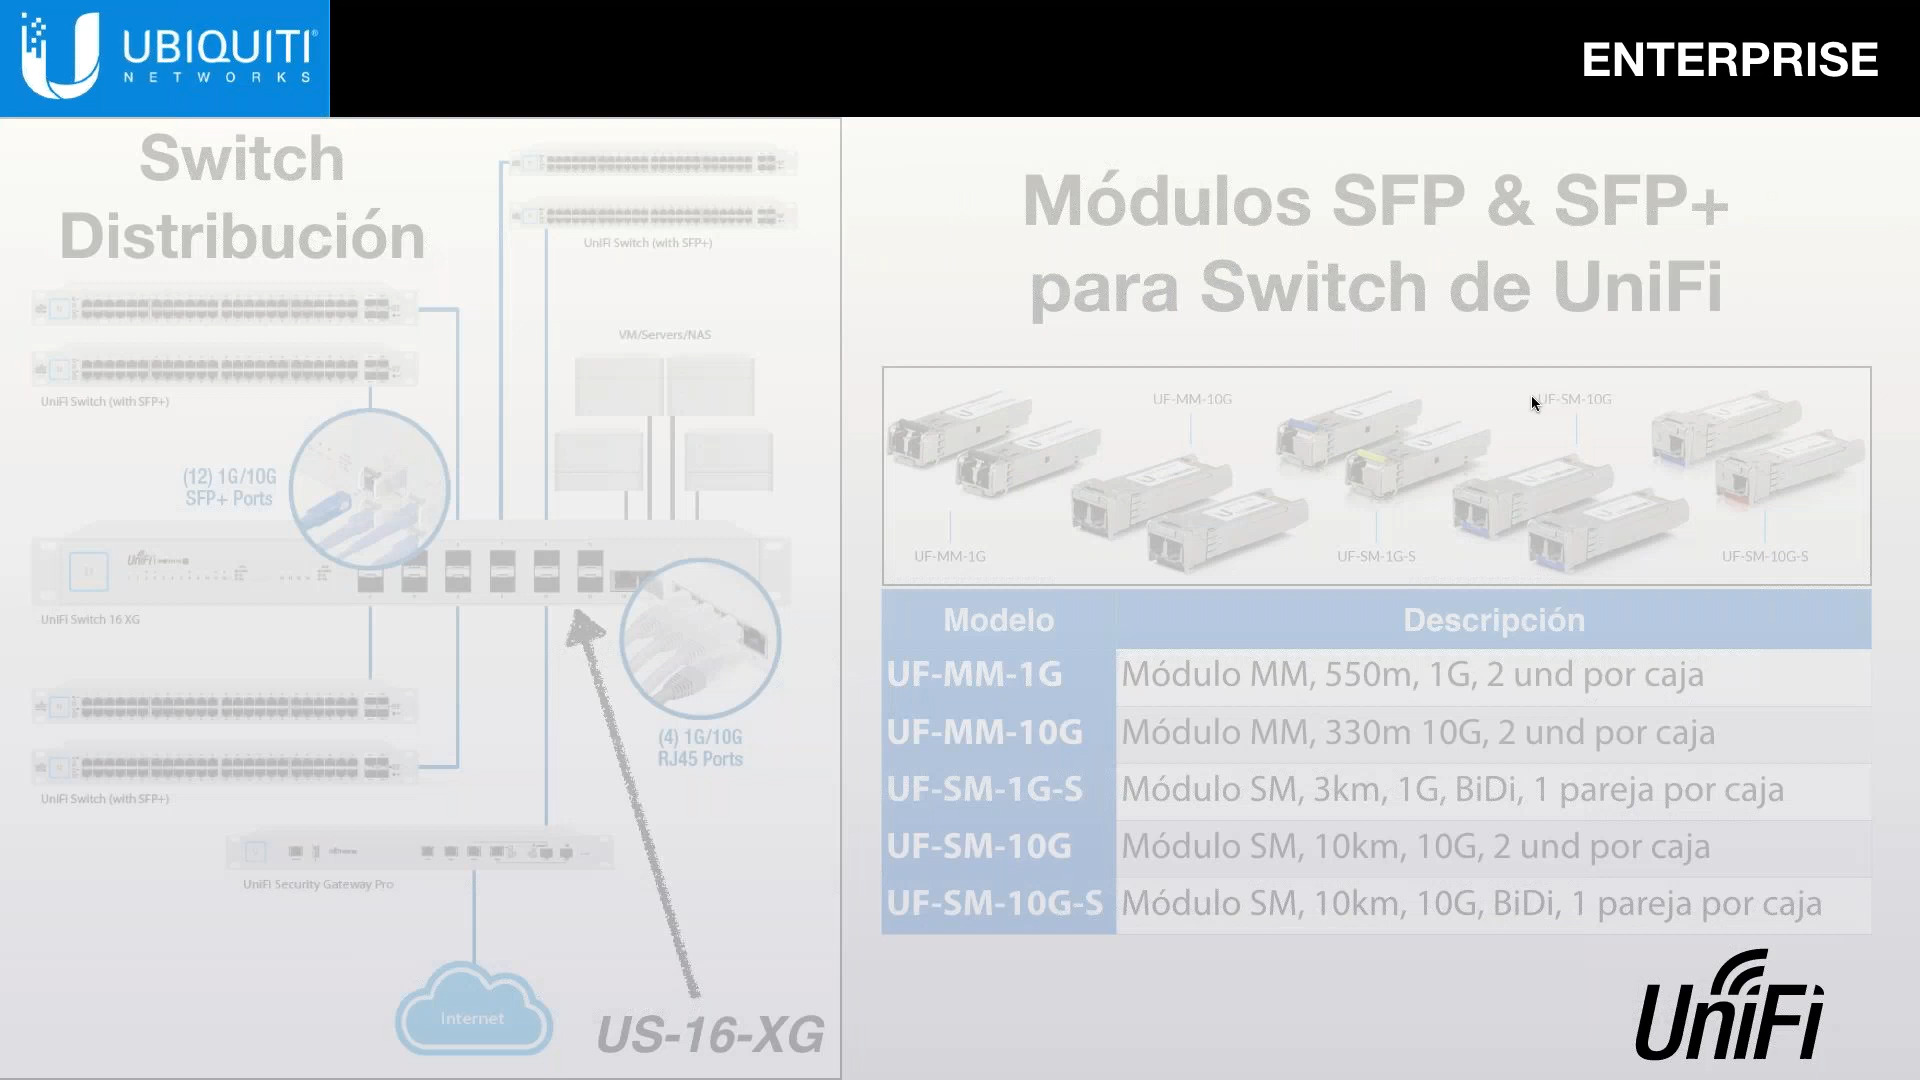 UBIQUITI
NETWORKS
ENTERPRISE
Switch
Distribución
UniFi Switch (with SFP+)
VM/Servers/NAS
UniFi Switch (with SFP+)
(12) 1G/10G
SFP+ Ports
UniFi
UniFi Switch 16 XG
(4) 1G/10G
RJ45 Ports
UniFi Switch (with SFP+)
UniFi Security Gateway Pro
Internet
US-16-XG
Módulos SFP & SFP+
para Switch de UniFi
UF-MM-10G
UF-SM-10G
UF-MM-1G
UF-SM-1G-S
UF-SM-10G-S
Modelo Descripción
UF-MM-1G Módulo MM, 550m, 1G, 2 und por caja
UF-MM-10G Módulo MM, 330m 10G, 2 und por caja
UF-SM-1G-S Módulo SM, 3km, 1G, BiDi, 1 pareja por caja
UF-SM-10G Módulo SM, 10km, 10G, 2 und por caja
UF-SM-10G-S Módulo SM, 10km, 10G, BiDi, 1 pareja por caja
UniFi